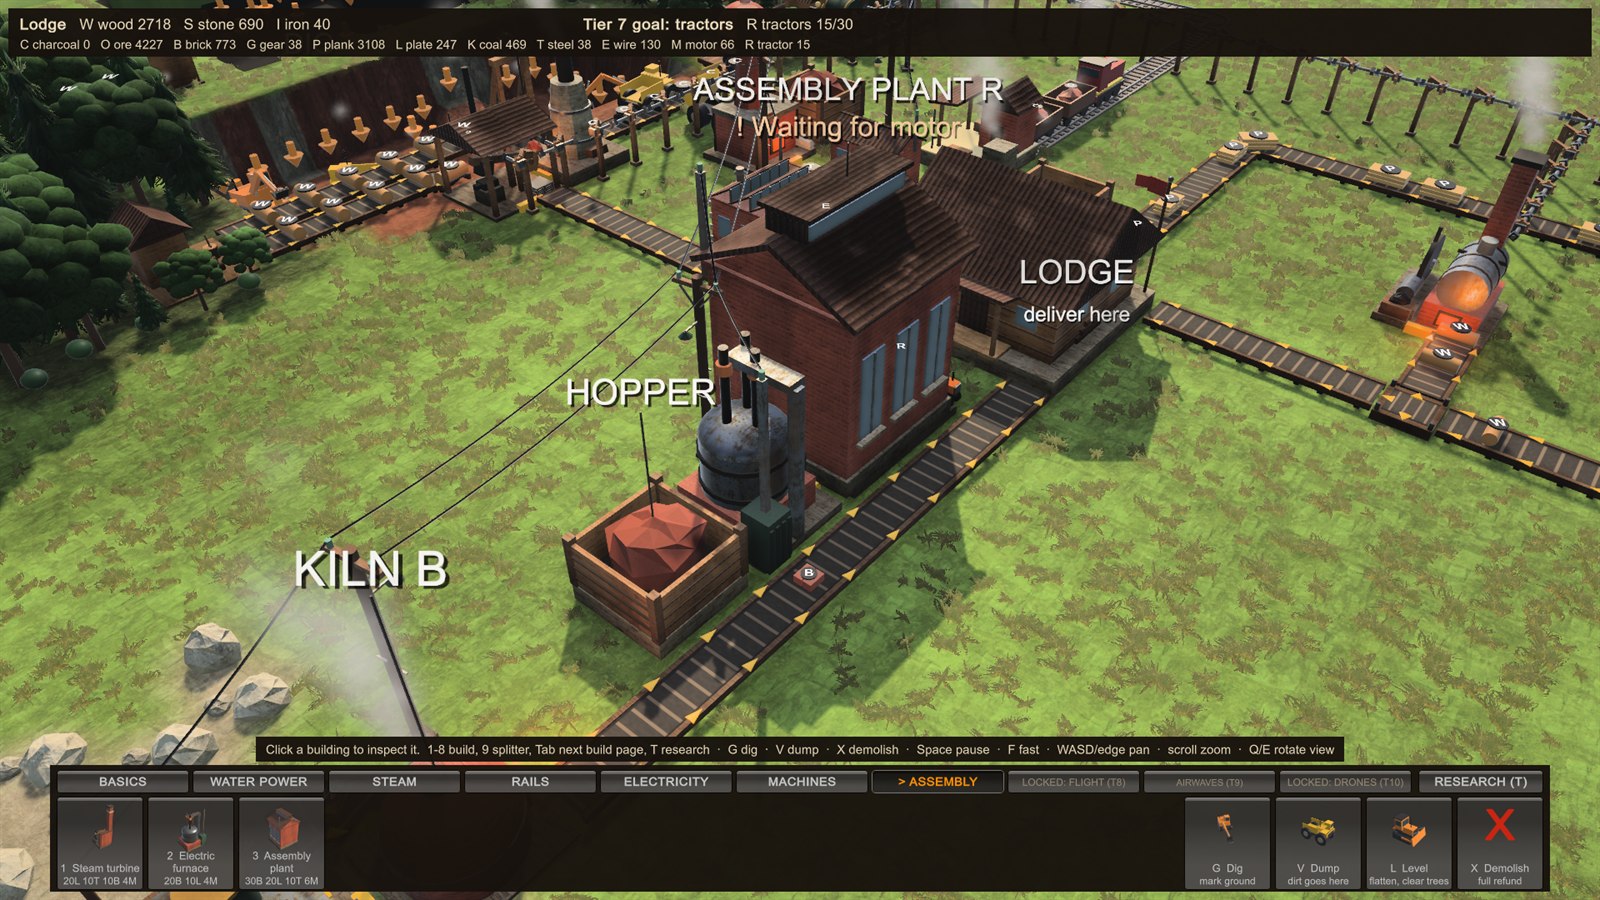 Lodge W wood 2718 S stone 690 I iron 40
Tier 7 goal: tractors R tractors 15/30
C charcoal 0 O ore 4227 B brick 773 G gear 38 P plank 3108 L plate 247 K coal 469 T steel 38 E wire 130 M motor 66 R tractor 15
ASSEMBLY PLANT R
! Waiting for motor
LODGE
deliver here
HOPPER
KILN B
E
R
B
Click a building to inspect it. 1-8 build, 9 splitter, Tab next build page, T research · G dig · V dump · X demolish · Space pause · F fast · WASD/edge pan · scroll zoom · Q/E rotate view
BASICS
WATER POWER
STEAM
RAILS
ELECTRICITY
MACHINES
> ASSEMBLY
LOCKED: FLIGHT (T8)
AIRWAVES (T9)
LOCKED: DRONES (T10)
RESEARCH (T)
1 Steam turbine
20L 10T 10B 4M
2 Electric furnace
20B 10L 4M
3 Assembly plant
30B 20L 10T 6M
G Dig
mark ground
V Dump
dirt goes here
L Level
flatten, clear trees
X Demolish
full refund